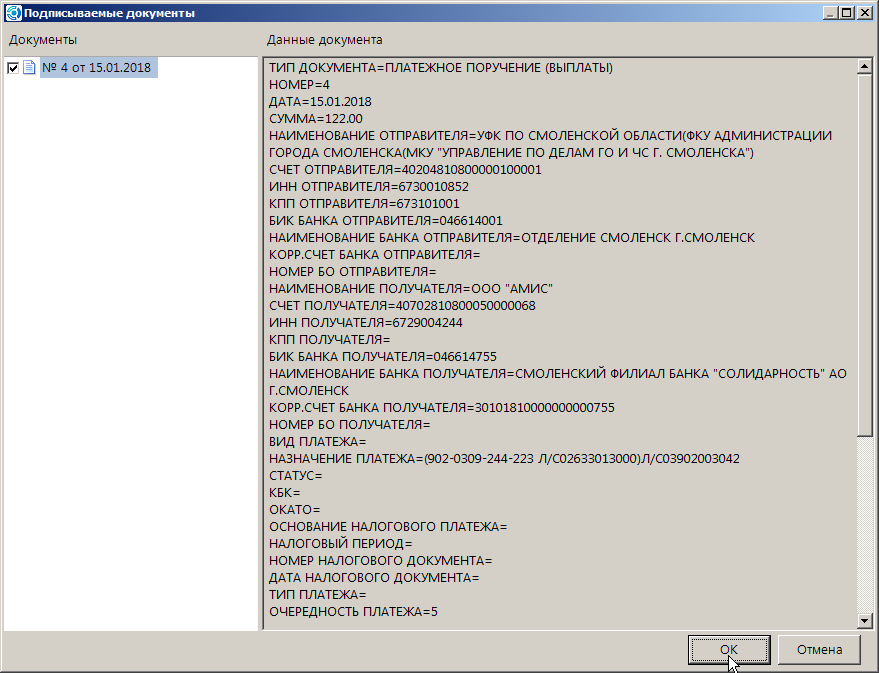 Подписываемые документы
Документы
Данные документа
№ 4 от 15.01.2018
ТИП ДОКУМЕНТА=ПЛАТЕЖНОЕ ПОРУЧЕНИЕ (ВЫПЛАТЫ)
НОМЕР=4
ДАТА=15.01.2018
СУММА=122.00
НАИМЕНОВАНИЕ ОТПРАВИТЕЛЯ=УФК ПО СМОЛЕНСКОЙ ОБЛАСТИ(ФКУ АДМИНИСТРАЦИИ
ГОРОДА СМОЛЕНСКА(МКУ "УПРАВЛЕНИЕ ПО ДЕЛАМ ГО И ЧС Г. СМОЛЕНСКА")
СЧЕТ ОТПРАВИТЕЛЯ=40204810800000100001
ИНН ОТПРАВИТЕЛЯ=6730010852
КПП ОТПРАВИТЕЛЯ=673101001
БИК БАНКА ОТПРАВИТЕЛЯ=046614001
НАИМЕНОВАНИЕ БАНКА ОТПРАВИТЕЛЯ=ОТДЕЛЕНИЕ СМОЛЕНСК Г.СМОЛЕНСК
КОРР.СЧЕТ БАНКА ОТПРАВИТЕЛЯ=
НОМЕР БО ОТПРАВИТЕЛЯ=
НАИМЕНОВАНИЕ ПОЛУЧАТЕЛЯ=ООО "АМИС"
СЧЕТ ПОЛУЧАТЕЛЯ=40702810800050000068
ИНН ПОЛУЧАТЕЛЯ=6729004244
КПП ПОЛУЧАТЕЛЯ=
БИК БАНКА ПОЛУЧАТЕЛЯ=046614755
НАИМЕНОВАНИЕ БАНКА ПОЛУЧАТЕЛЯ=СМОЛЕНСКИЙ ФИЛИАЛ БАНКА "СОЛИДАРНОСТЬ" АО
Г.СМОЛЕНСК
КОРР.СЧЕТ БАНКА ПОЛУЧАТЕЛЯ=30101810000000000755
НОМЕР БО ПОЛУЧАТЕЛЯ=
ВИД ПЛАТЕЖА=
НАЗНАЧЕНИЕ ПЛАТЕЖА=(902-0309-244-223 Л/С02633013000)Л/С03902003042
СТАТУС=
КБК=
ОКАТО=
ОСНОВАНИЕ НАЛОГОВОГО ПЛАТЕЖА=
НАЛОГОВЫЙ ПЕРИОД=
НОМЕР НАЛОГОВОГО ДОКУМЕНТА=
ДАТА НАЛОГОВОГО ДОКУМЕНТА=
ТИП ПЛАТЕЖА=
ОЧЕРЕДНОСТЬ ПЛАТЕЖА=5
ОК
Отмена